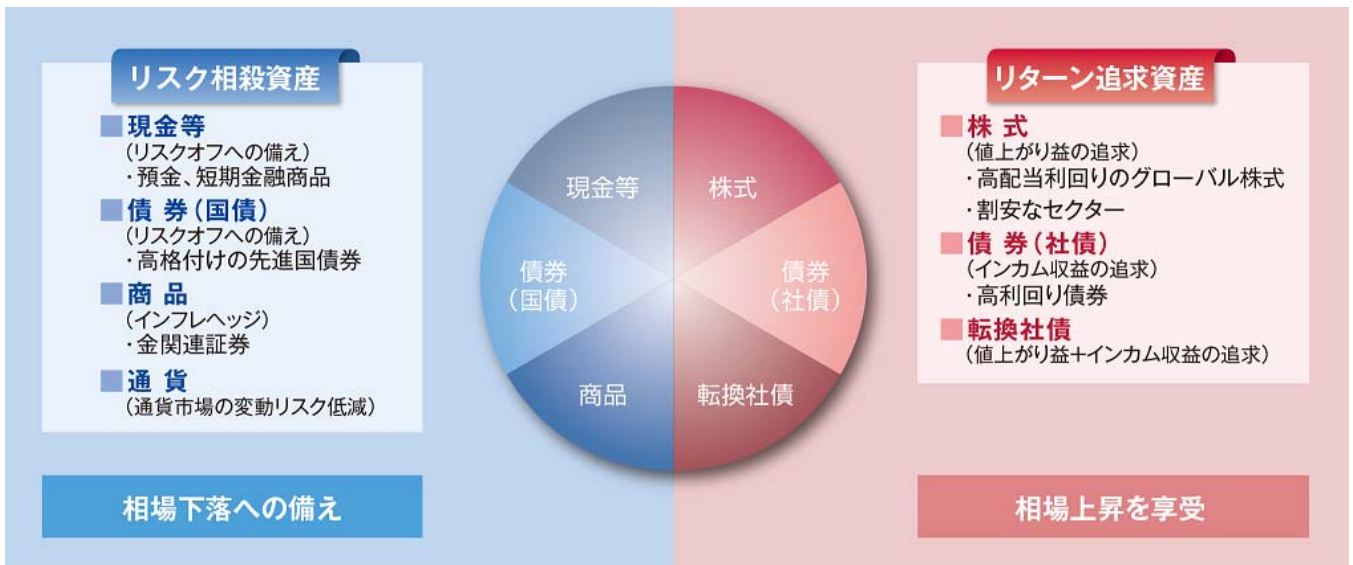 リスク相殺資産
■現金等
(リスクオフへの備え)
・預金、短期金融商品
■債 券(国債)
(リスクオフへの備え)
・高格付けの先進国債券
■商 品
(インフレヘッジ)
・金関連証券
■通 貨
(通貨市場の変動リスク低減)
相場下落への備え
現金等
株式
債券
(国債)
債券
(社債)
商品
転換社債
リターン追求資産
■株 式
(値上がり益の追求)
・高配当利回りのグローバル株式
・割安なセクター
■債 券(社債)
(インカム収益の追求)
・高利回り債券
■転換社債
(値上がり益+インカム収益の追求)
相場上昇を享受